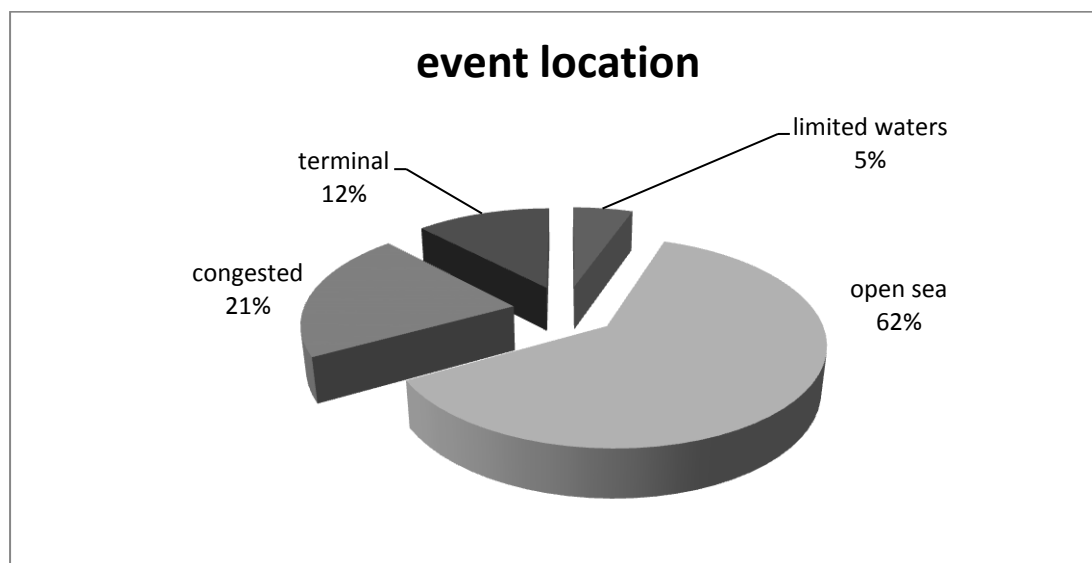 event location
limited waters
5%
terminal
12%
congested
21%
open sea
62%